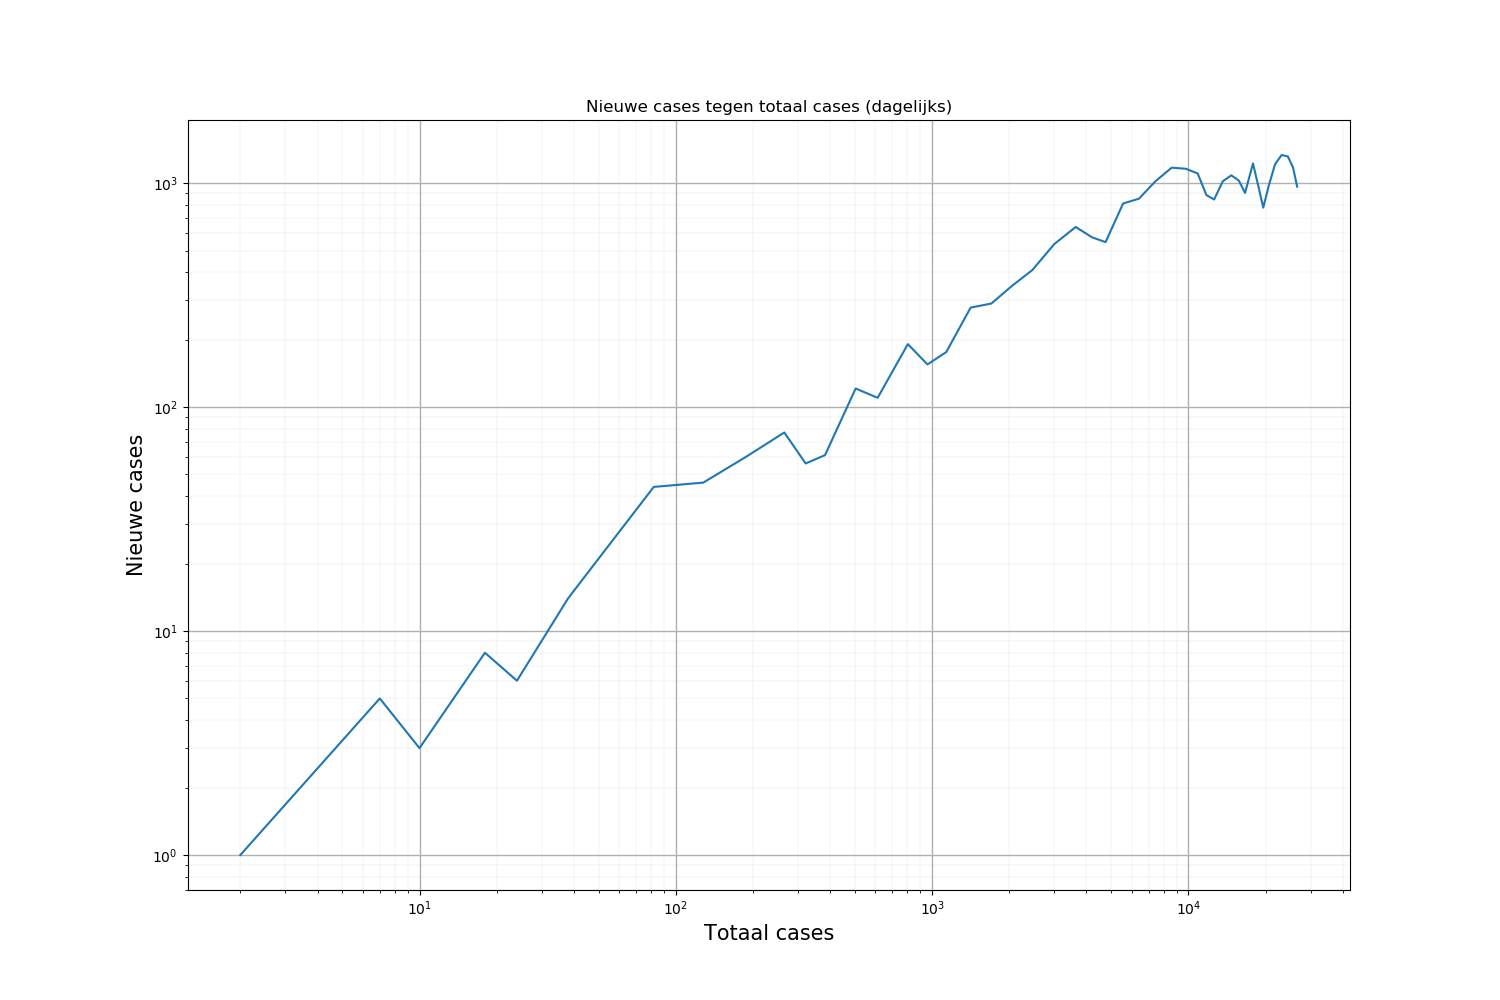 Nieuwe cases tegen totaal cases (dagelijks)
10³
10²
10¹
10⁰
Nieuwe cases
10¹ 10² 10³ 10⁴
Totaal cases